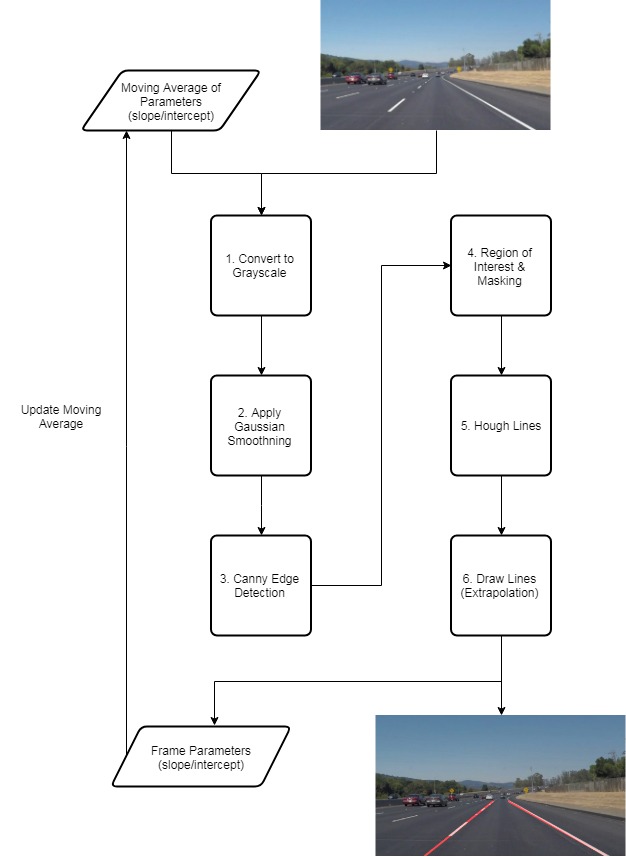 Moving Average of
Parameters
(slope/intercept)
1. Convert to
Grayscale
2. Apply
Gaussian
Smoothning
3. Canny Edge
Detection
4. Region of
Interest &
Masking
5. Hough Lines
6. Draw Lines
(Extrapolation)
Update Moving
Average
Frame Parameters
(slope/intercept)